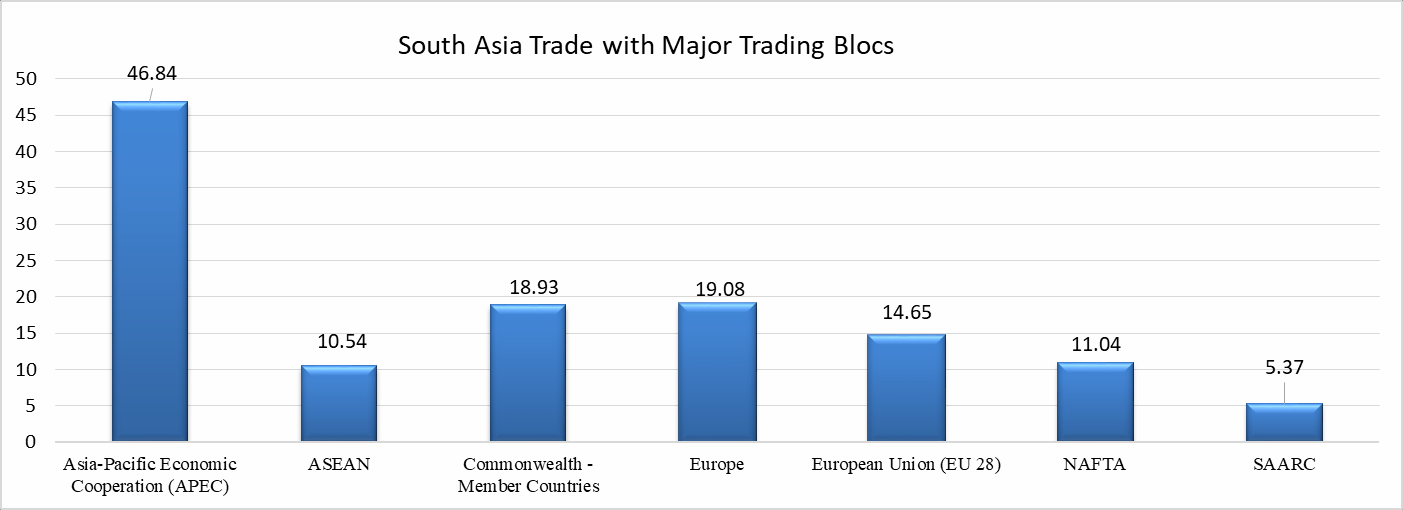 South Asia Trade with Major Trading Blocs
50
45
40
35
30
25
20
15
10
5
0
46.84
10.54
18.93
19.08
14.65
11.04
5.37
Asia-Pacific Economic
Cooperation (APEC)
ASEAN
Commonwealth -
Member Countries
Europe
European Union (EU 28)
NAFTA
SAARC